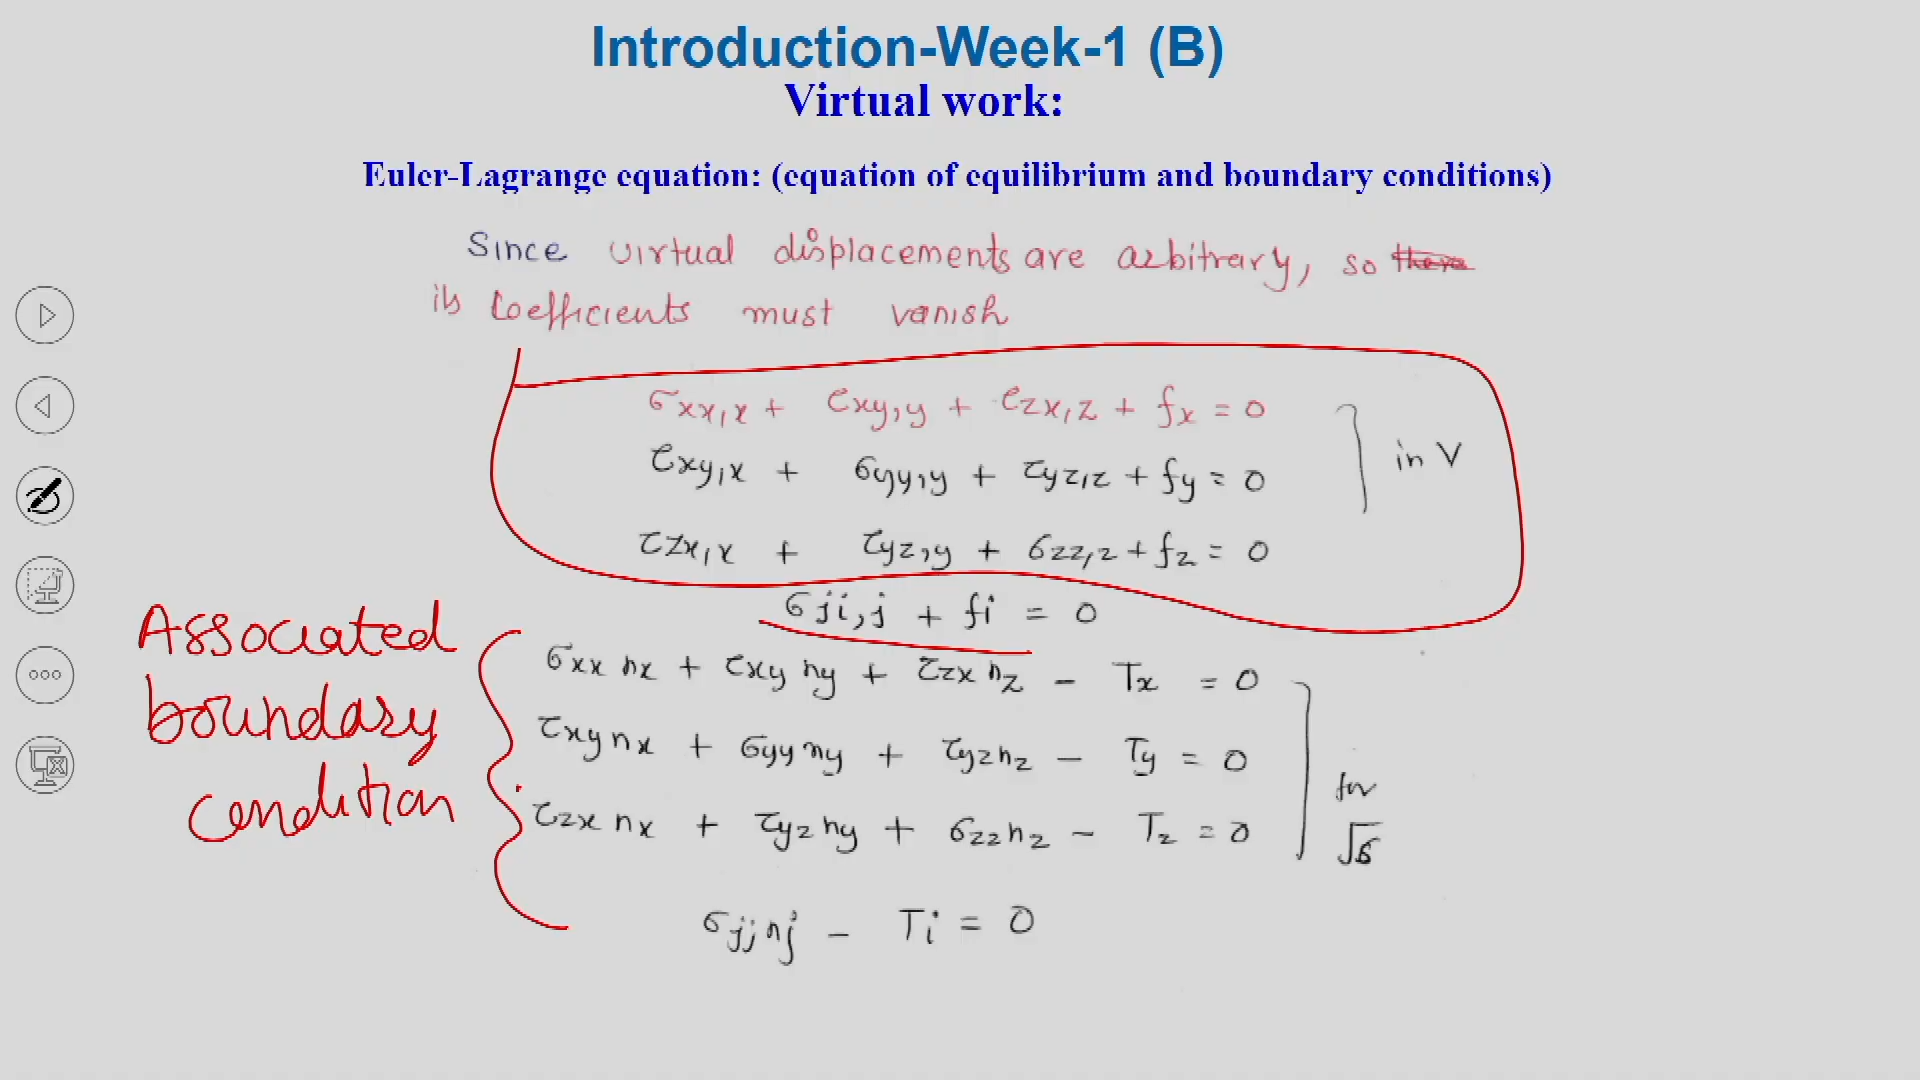 Introduction-Week-1 (B)
Virtual work:
Euler-Lagrange equation: (equation of equilibrium and boundary conditions)
Since virtual displacements are arbitrary, so
its coefficients must vanish
σxx,x + τxy,y + τzx,z + fx = 0
τxy,x + σyy,y + τyz,z + fy = 0
in V
τzx,x + τyz,y + σzz,z + fz = 0
σji,j + fi = 0
Associated
boundary
condition
σxx nx + τxy ny + τzx nz - Tx = 0
τxy nx + σyy ny + τyz nz - Ty = 0
τzx nx + τyz ny + σzz nz - Tz = 0
for
σjj nj - Ti = 0